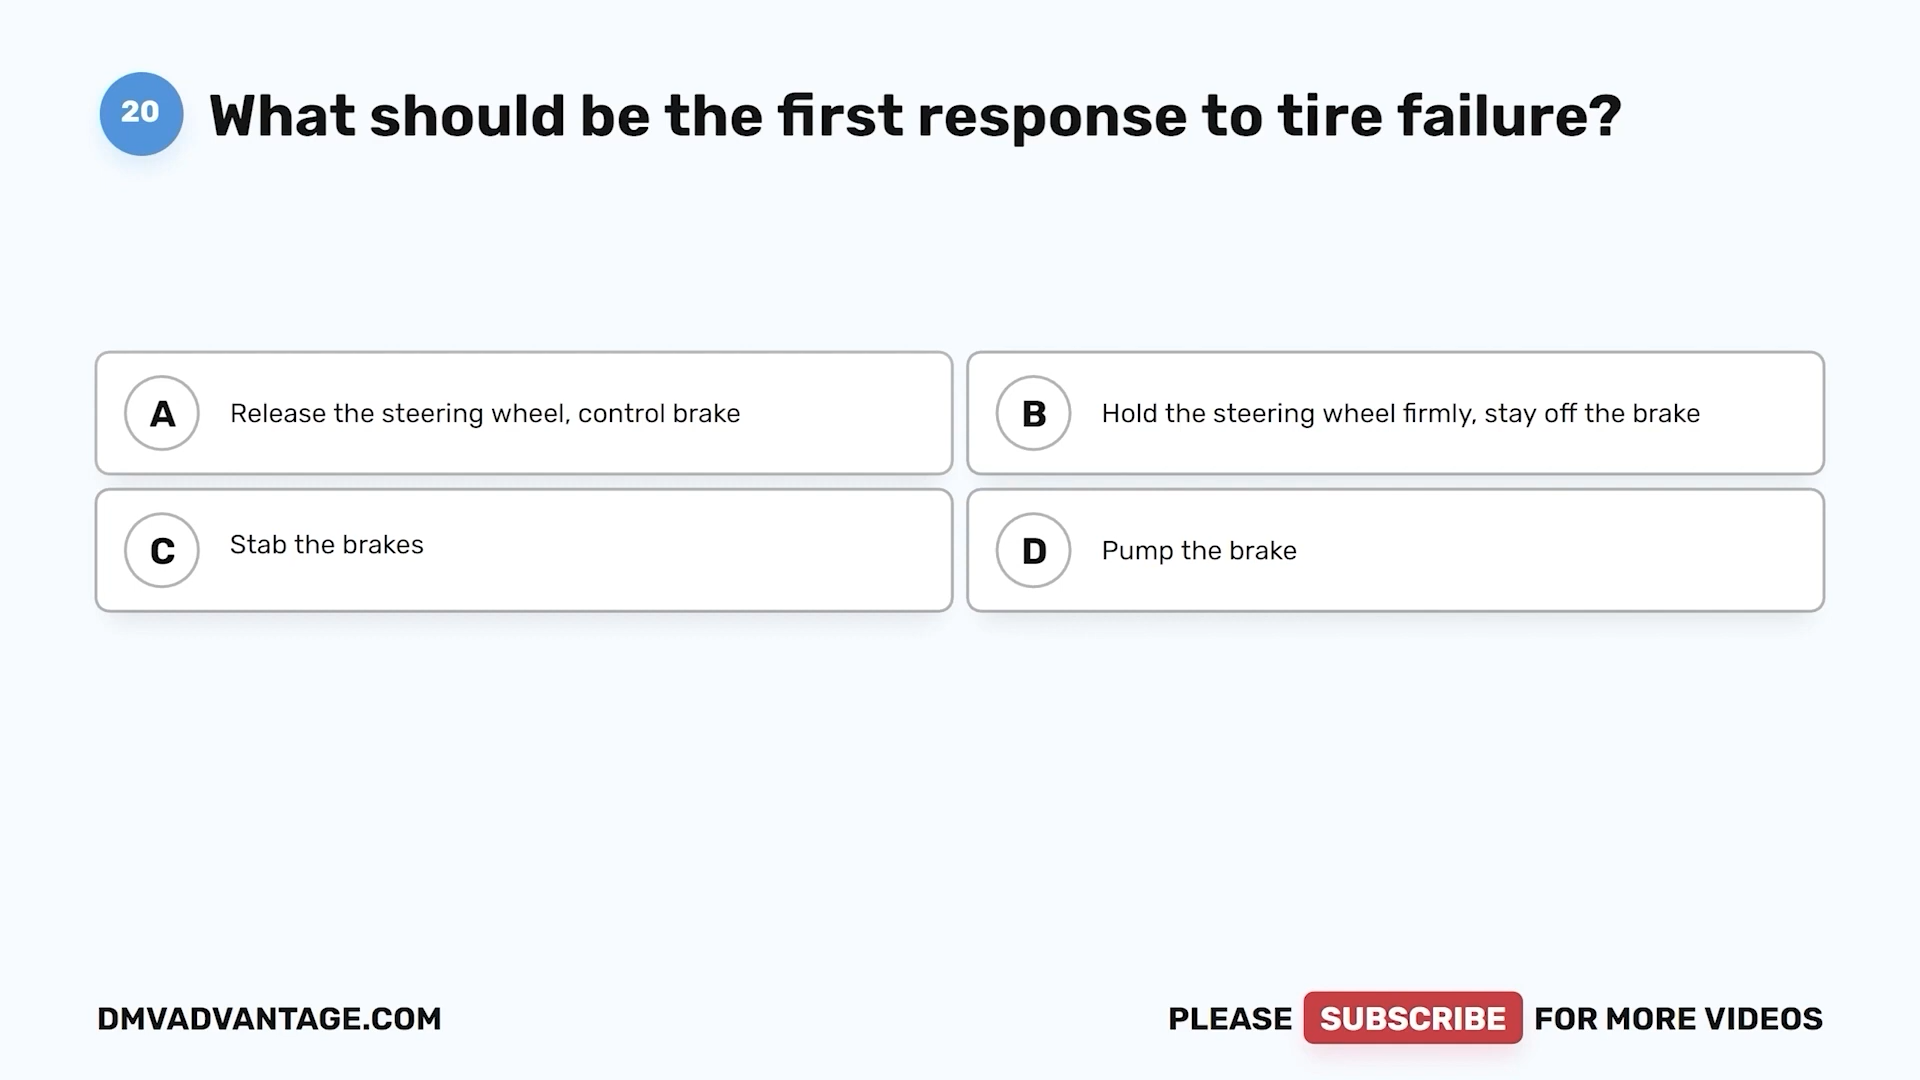 20 What should be the first response to tire failure?
A Release the steering wheel, control brake
B Hold the steering wheel firmly, stay off the brake
C Stab the brakes
D Pump the brake
DMVADVANTAGE.COM
PLEASE SUBSCRIBE FOR MORE VIDEOS